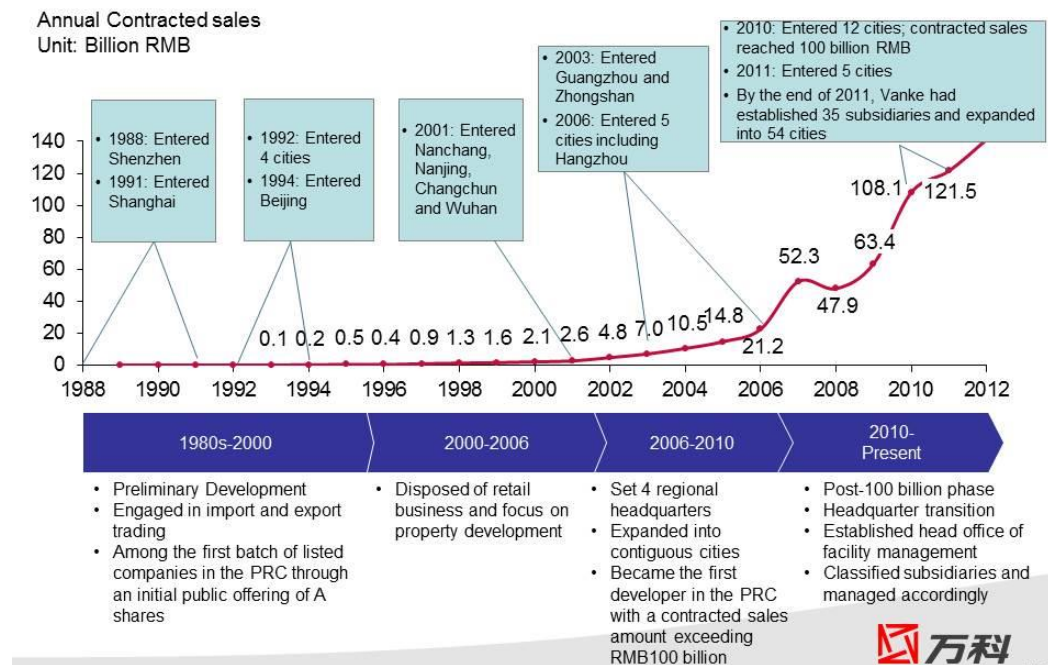 Annual Contracted sales
Unit: Billion RMB
• 1988: Entered
Shenzhen
• 1991: Entered
Shanghai
• 1992: Entered
4 cities
• 1994: Entered
Beijing
• 2001: Entered
Nanchang,
Nanjing,
Changchun
and Wuhan
• 2003: Entered
Guangzhou and
Zhongshan
• 2006: Entered 5
cities including
Hangzhou
• 2010: Entered 12 cities; contracted sales
reached 100 billion RMB
• 2011: Entered 5 cities
• By the end of 2011, Vanke had
established 35 subsidiaries and expanded
into 54 cities
140
120
100
80
60
40
20
0
0.1 0.2 0.5 0.4 0.9 1.3 1.6 2.1 2.6 4.8 7.0 10.5 14.8
21.2
52.3
47.9
63.4
108.1
121.5
1988 1990 1992 1994 1996 1998 2000 2002 2004 2006 2008 2010 2012
1980s-2000
• Preliminary Development
• Engaged in import and export
trading
• Among the first batch of listed
companies in the PRC through
an initial public offering of A
shares
2000-2006
• Disposed of retail
business and focus on
property development
2006-2010
• Set 4 regional
headquarters
• Expanded into
contiguous cities
• Became the first
developer in the PRC
with a contracted sales
amount exceeding
RMB100 billion
2010-
Present
• Post-100 billion phase
• Headquarter transition
• Established head office of
facility management
• Classified subsidiaries and
managed accordingly
万科